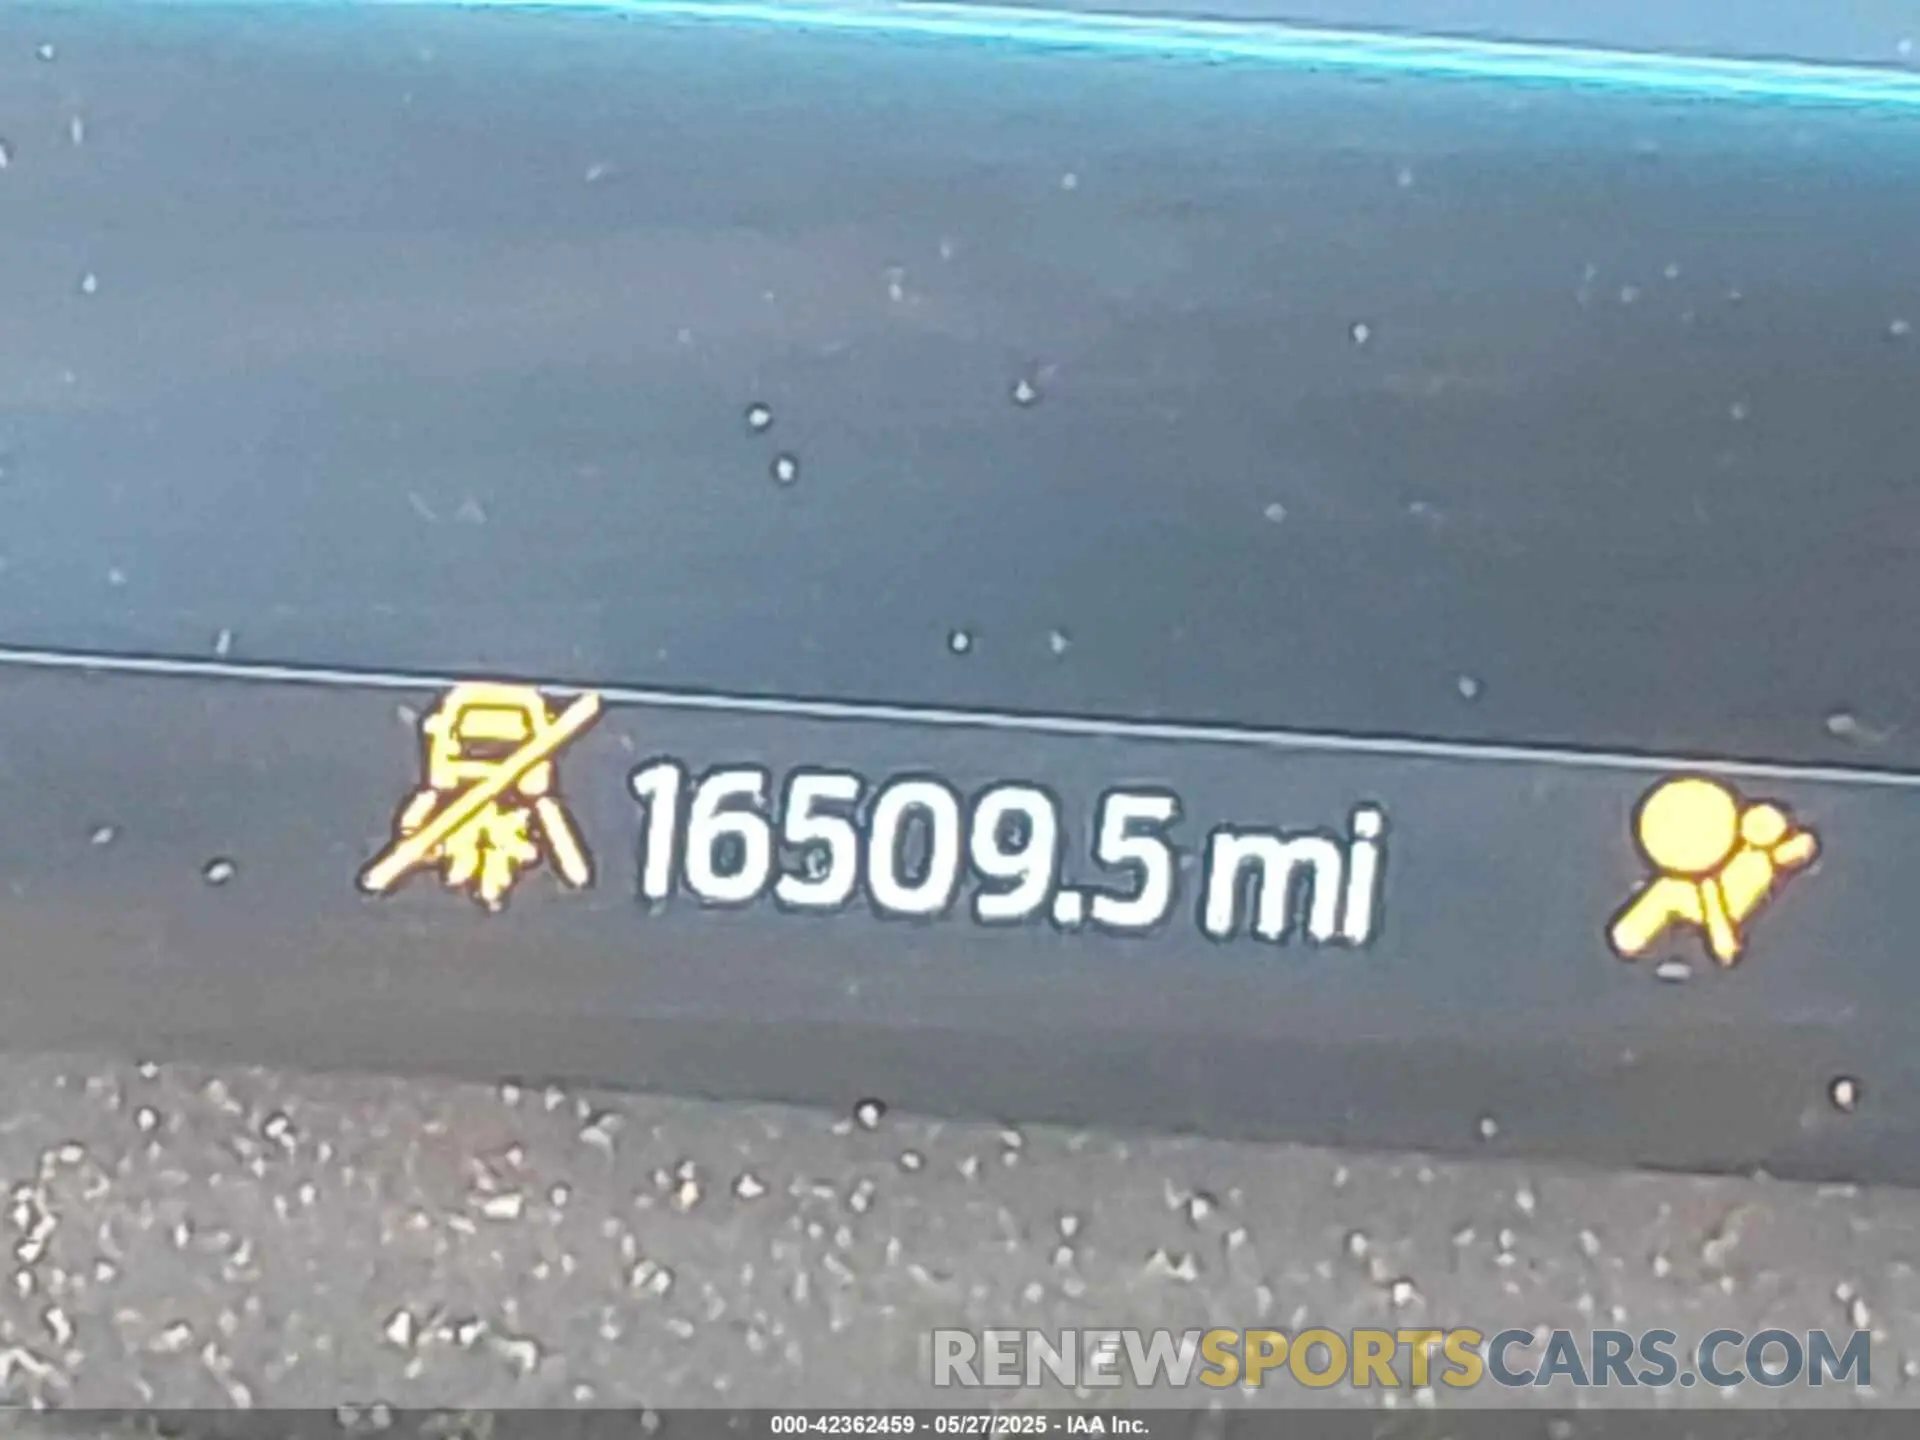 16509.5 mi
RENEWSPORTSCARS.COM
000-42362459 - 05/27/2025 - IAA Inc.